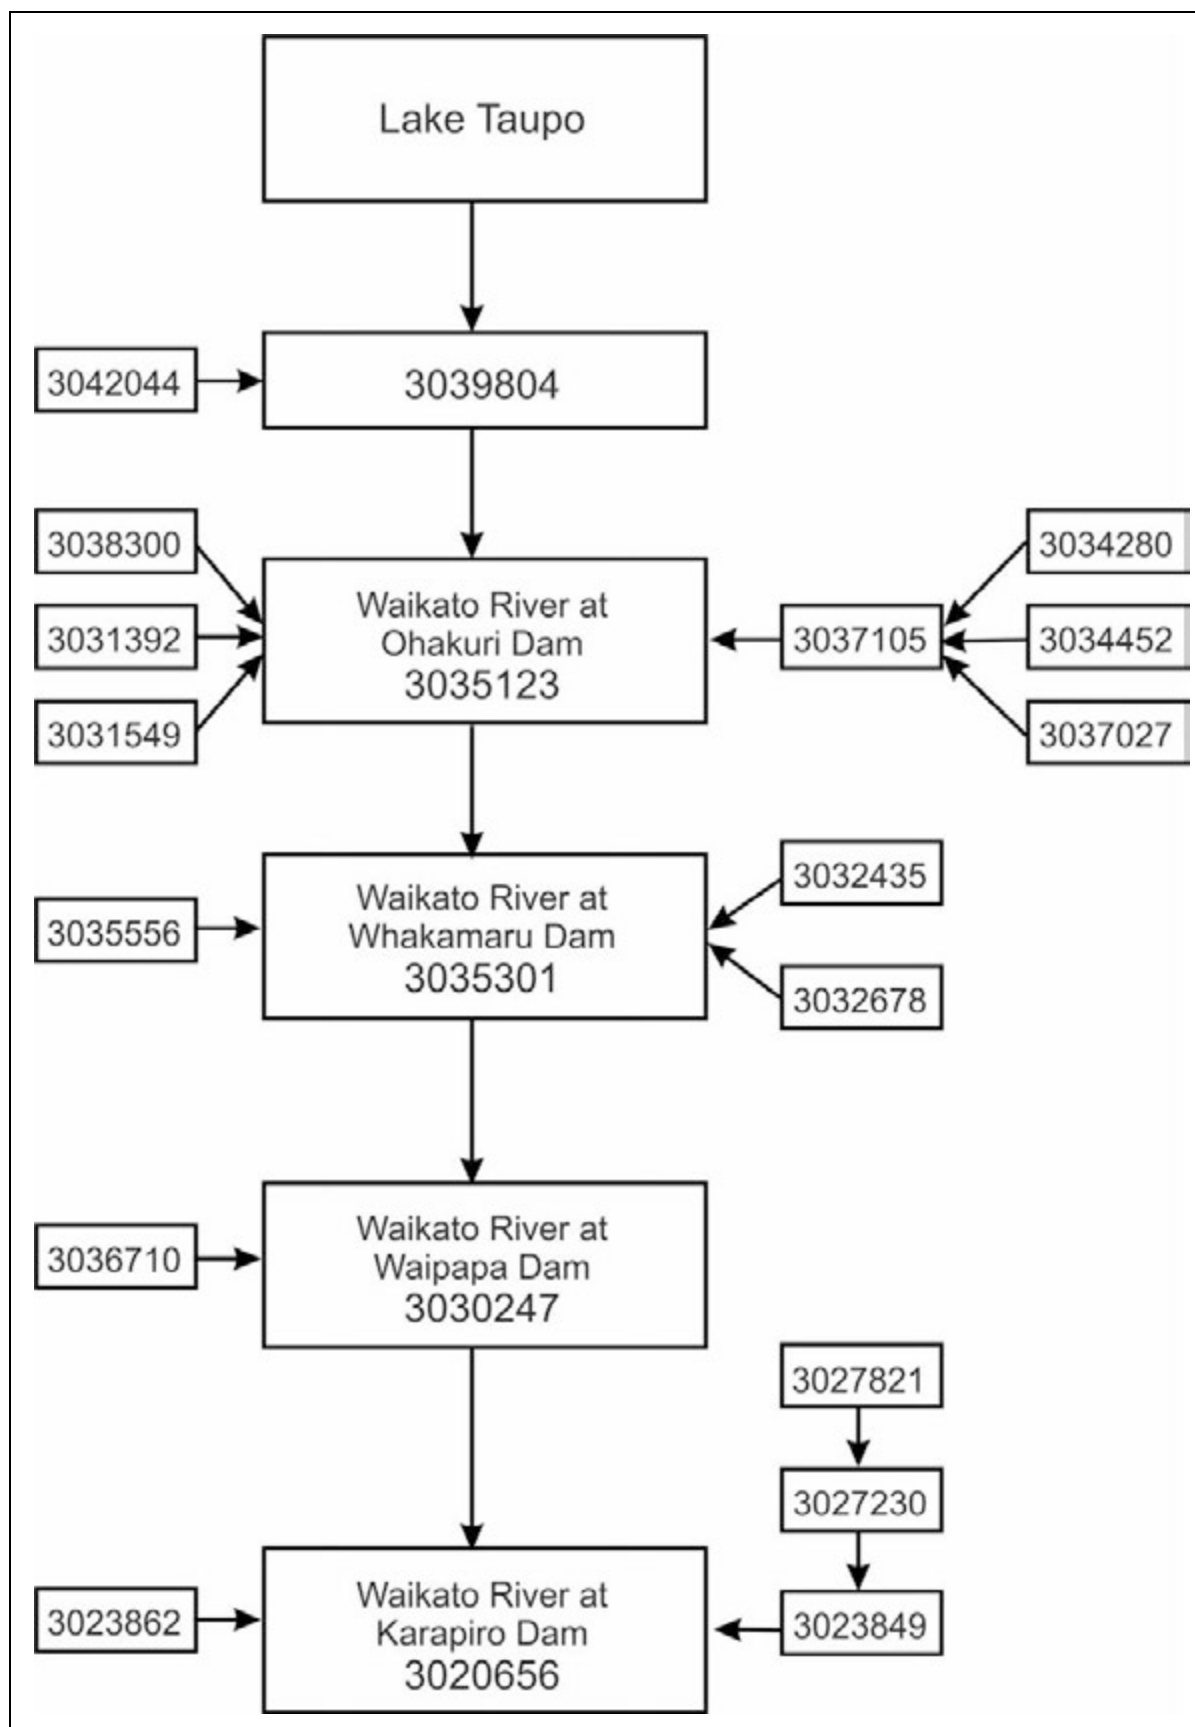 Lake Taupo
3042044
3039804
3038300
3031392
3031549
Waikato River at
Ohakuri Dam
3035123
3037105
3034280
3034452
3037027
3035556
Waikato River at
Whakamaru Dam
3035301
3032435
3032678
3036710
Waikato River at
Waipapa Dam
3030247
3027821
3027230
3023849
3023862
Waikato River at
Karapiro Dam
3020656